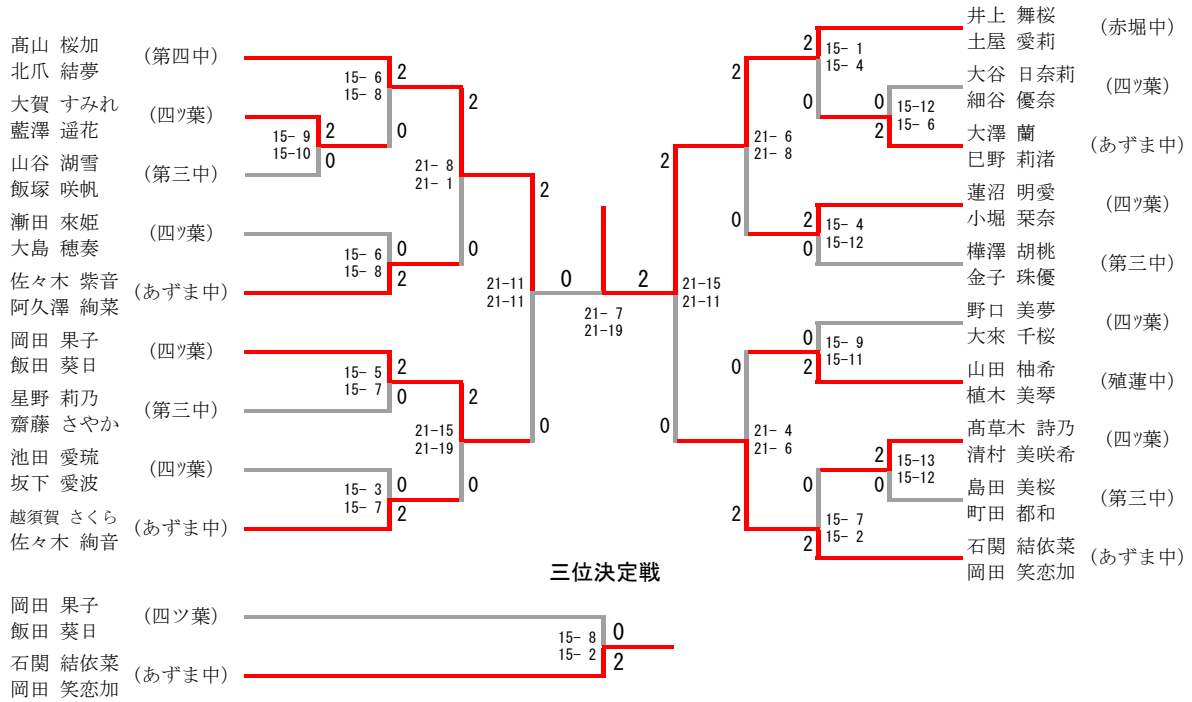 髙山 桜加
北爪 結夢
(第四中)
大賀 すみれ
藍澤 遥花
(四ツ葉)
山谷 湖雪
飯塚 咲帆
(第三中)
漸田 來姫
大島 穂奏
(四ツ葉)
佐々木 紫音
阿久澤 絢菜
(あずま中)
岡田 果子
飯田 葵日
(四ツ葉)
星野 莉乃
齋藤 さやか
(第三中)
池田 愛琉
坂下 愛波
(四ツ葉)
越須賀 さくら
佐々木 絢音
(あずま中)
15- 9
15-10
2
0
15- 6
15- 8
2
0
15- 6
15- 8
0
2
15- 5
15- 7
2
0
15- 3
15- 7
0
2
21- 8
21- 1
2
0
21-15
21-19
2
0
21-11
21-11
2
0
0
2
21- 7
21-19
21-15
21-11
2
0
21- 6
21- 8
2
0
21- 4
21- 6
0
2
15- 1
15- 4
2
0
15-12
15- 6
0
2
15- 4
15-12
2
0
15- 9
15-11
0
2
15-13
15-12
2
0
15- 7
15- 2
0
2
井上 舞桜
土屋 愛莉
(赤堀中)
大谷 日奈莉
細谷 優奈
(四ツ葉)
大澤 蘭
巳野 莉渚
(あずま中)
蓮沼 明愛
小堀 栞奈
(四ツ葉)
樺澤 胡桃
金子 珠優
(第三中)
野口 美夢
大來 千桜
(四ツ葉)
山田 柚希
植木 美琴
(殖蓮中)
髙草木 詩乃
清村 美咲希
(四ツ葉)
島田 美桜
町田 都和
(第三中)
石関 結依菜
岡田 笑恋加
(あずま中)
三位決定戦
岡田 果子
飯田 葵日
(四ツ葉)
石関 結依菜
岡田 笑恋加
(あずま中)
15- 8
15- 2
0
2